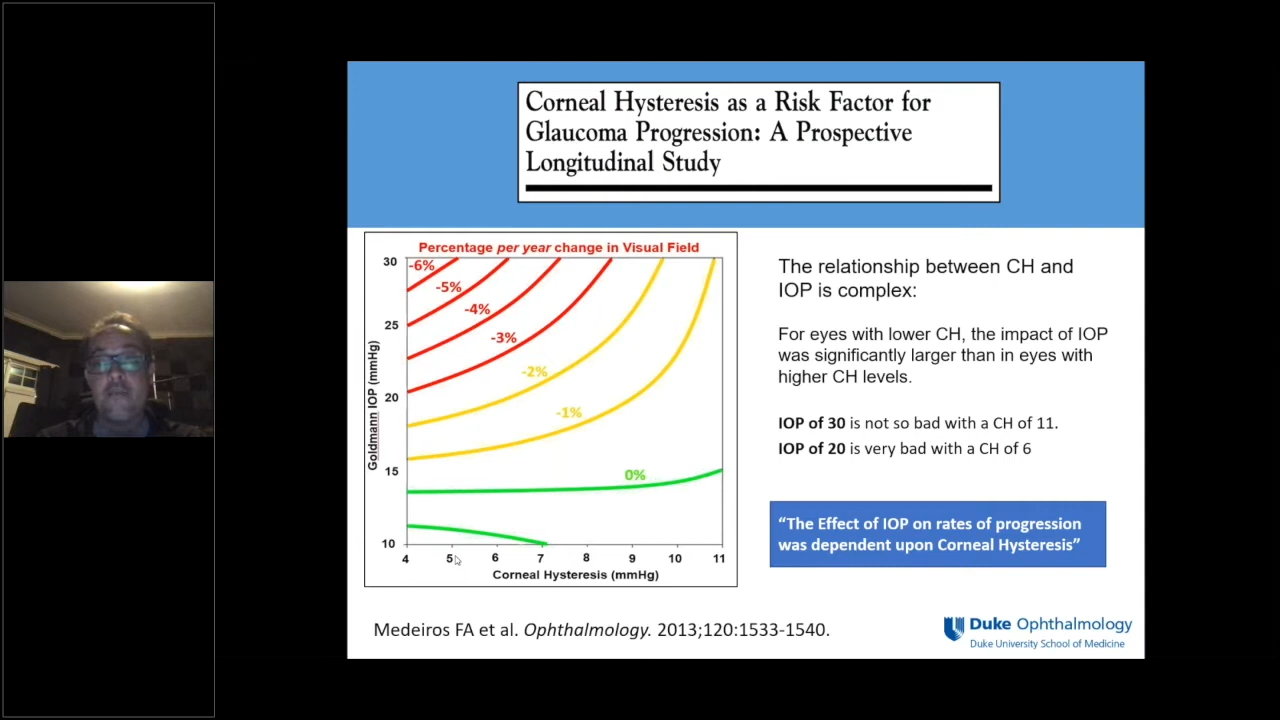 Corneal Hysteresis as a Risk Factor for
Glaucoma Progression: A Prospective
Longitudinal Study
Percentage per year change in Visual Field
30
25
20
15
10
Goldmann IOP (mmHg)
-6%
-5%
-4%
-3%
-2%
-1%
0%
4 5 6 7 8 9 10 11
Corneal Hysteresis (mmHg)
The relationship between CH and
IOP is complex:
For eyes with lower CH, the impact of IOP
was significantly larger than in eyes with
higher CH levels.
IOP of 30 is not so bad with a CH of 11.
IOP of 20 is very bad with a CH of 6
“The Effect of IOP on rates of progression
was dependent upon Corneal Hysteresis”
Medeiros FA et al. Ophthalmology. 2013;120:1533-1540.
Duke Ophthalmology
Duke University School of Medicine